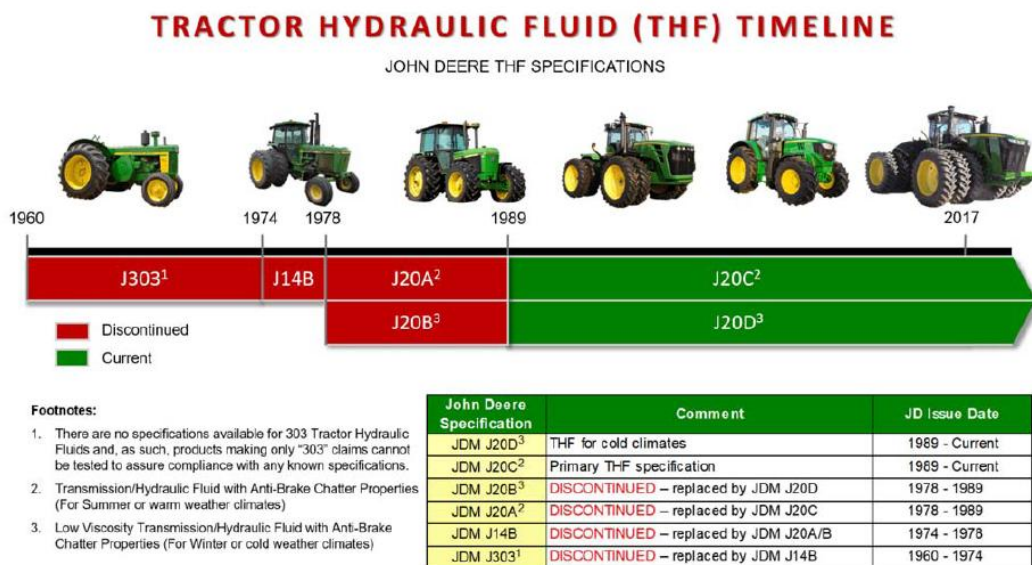 TRACTOR HYDRAULIC FLUID (THF) TIMELINE
JOHN DEERE THF SPECIFICATIONS
1960 1974 1978 1989 2017
J303¹ J14B J20A² J20C²
J20B³ J20D³
Discontinued
Current
Footnotes:
1. There are no specifications available for 303 Tractor Hydraulic
Fluids and, as such, products making only "303" claims cannot
be tested to assure compliance with any known specifications.
2. Transmission/Hydraulic Fluid with Anti-Brake Chatter Properties
(For Summer or warm weather climates)
3. Low Viscosity Transmission/Hydraulic Fluid with Anti-Brake
Chatter Properties (For Winter or cold weather climates)
John Deere
Specification Comment JD Issue Date
JDM J20D³ THF for cold climates 1989 - Current
JDM J20C² Primary THF specification 1989 - Current
JDM J20B³ DISCONTINUED – replaced by JDM J20D 1978 - 1989
JDM J20A² DISCONTINUED – replaced by JDM J20C 1978 - 1989
JDM J14B DISCONTINUED – replaced by JDM J20A/B 1974 - 1978
JDM J303¹ DISCONTINUED – replaced by JDM J14B 1960 - 1974